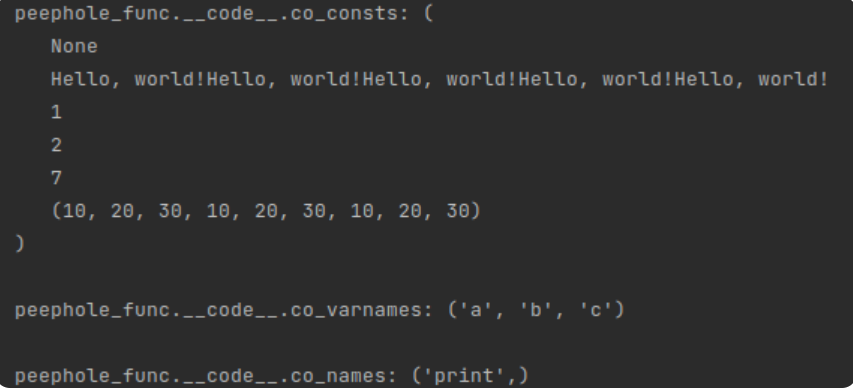 peephole_func.__code__.co_consts: (
None
Hello, world!Hello, world!Hello, world!Hello, world!Hello, world!
1
2
7
(10, 20, 30, 10, 20, 30, 10, 20, 30)
)
peephole_func.__code__.co_varnames: ('a', 'b', 'c')
peephole_func.__code__.co_names: ('print',)